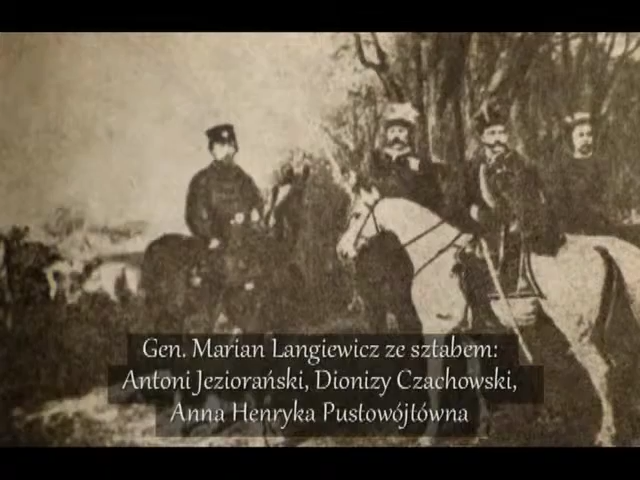 Gen. Marian Langiewicz ze sztabem:
Antoni Jeziorański, Dionizy Czachowski,
Anna Henryka Pustowójtówna